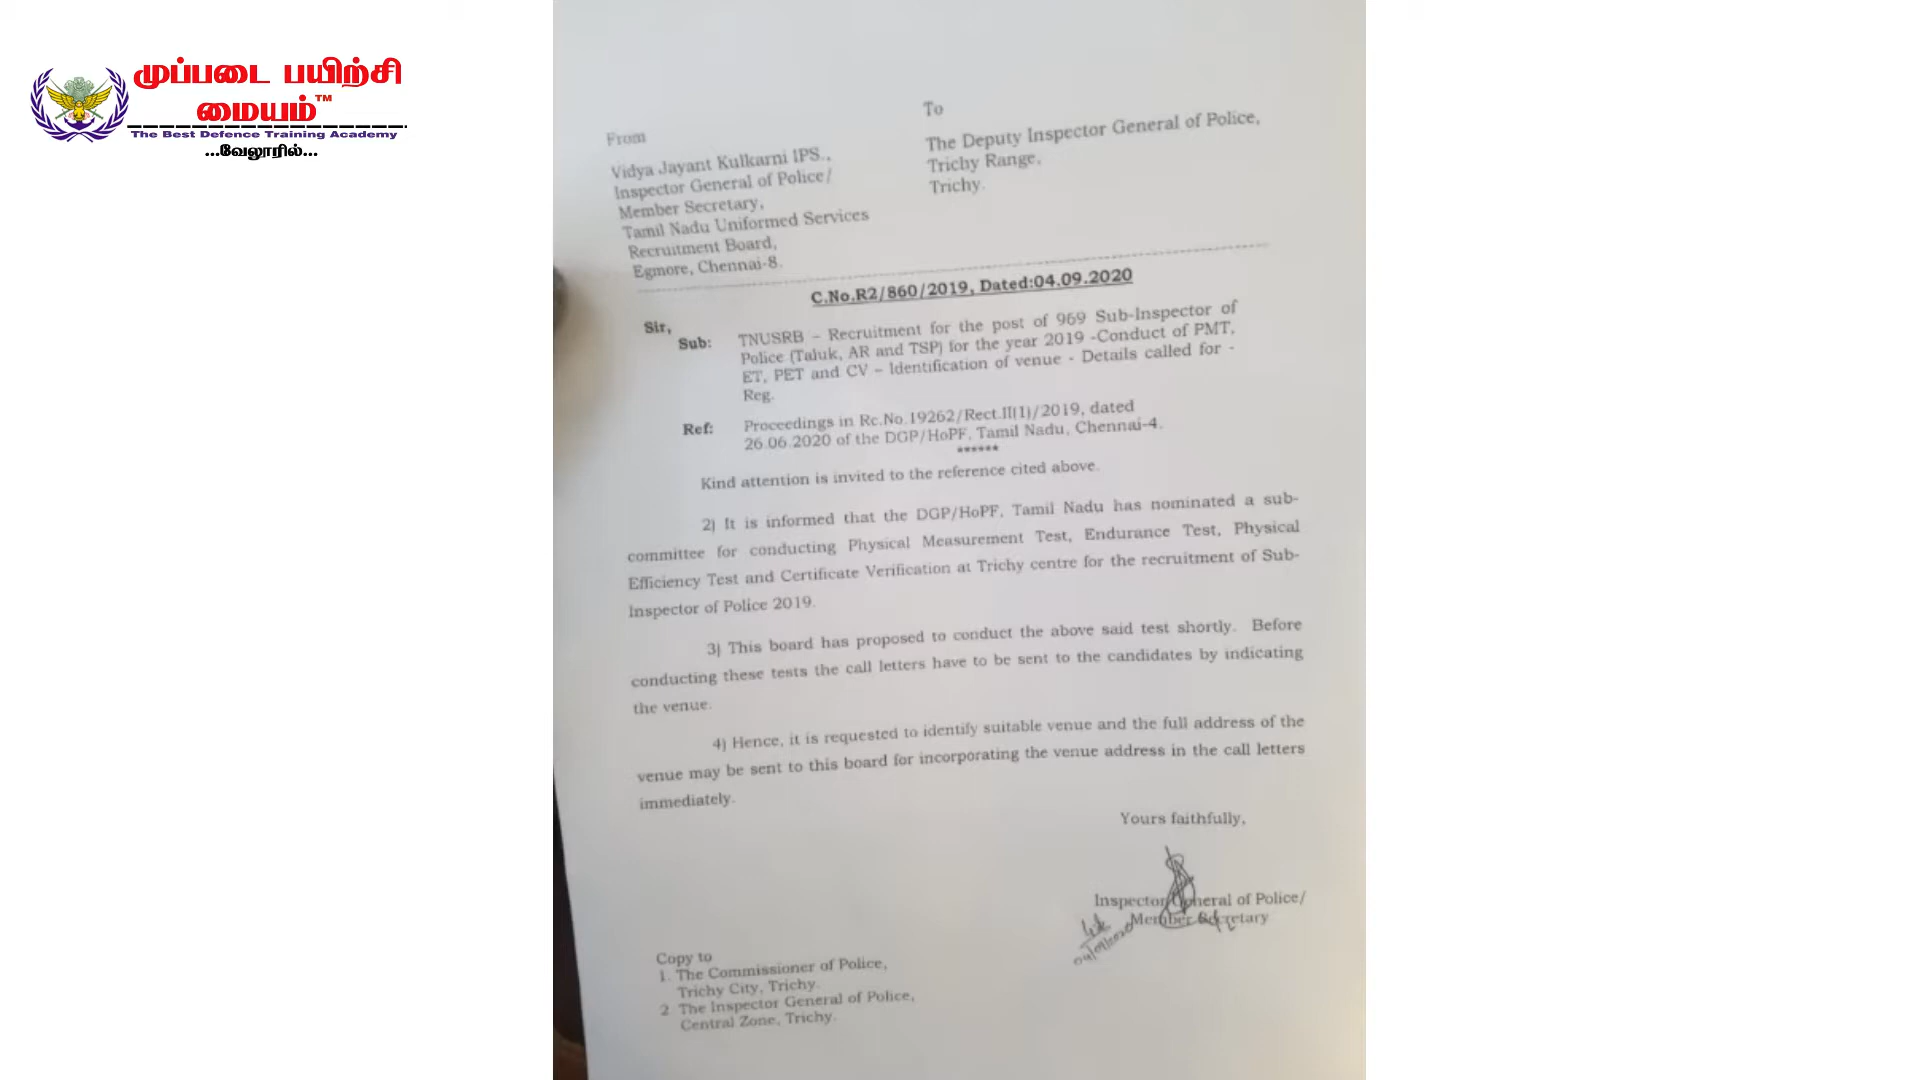 முப்படை பயிற்சி
மையம்™
The Best Defence Training Academy
...வேலூரில்...
From
Vidya Jayant Kulkarni IPS.,
Inspector General of Police/
Member Secretary,
Tamil Nadu Uniformed Services
Recruitment Board,
Egmore, Chennai-8.
To
The Deputy Inspector General of Police,
Trichy Range,
Trichy.
C.No.R2/860/2019, Dated:04.09.2020
Sir,
Sub: TNUSRB – Recruitment for the post of 969 Sub-Inspector of
Police (Taluk, AR and TSP) for the year 2019 -Conduct of PMT,
ET, PET and CV – Identification of venue - Details called for -
Reg.
Ref: Proceedings in Rc.No.19262/Rect.II(1)/2019, dated
26.06.2020 of the DGP/HoPF, Tamil Nadu, Chennai-4.
******
Kind attention is invited to the reference cited above.
2) It is informed that the DGP/HoPF, Tamil Nadu has nominated a sub-
committee for conducting Physical Measurement Test, Endurance Test, Physical
Efficiency Test and Certificate Verification at Trichy centre for the recruitment of Sub-
Inspector of Police 2019.
3) This board has proposed to conduct the above said test shortly. Before
conducting these tests the call letters have to be sent to the candidates by indicating
the venue.
4) Hence, it is requested to identify suitable venue and the full address of the
venue may be sent to this board for incorporating the venue address in the call letters
immediately.
Yours faithfully,
Inspector General of Police/
Member Secretary
Copy to
1. The Commissioner of Police,
Trichy City, Trichy.
2 The Inspector General of Police,
Central Zone, Trichy.